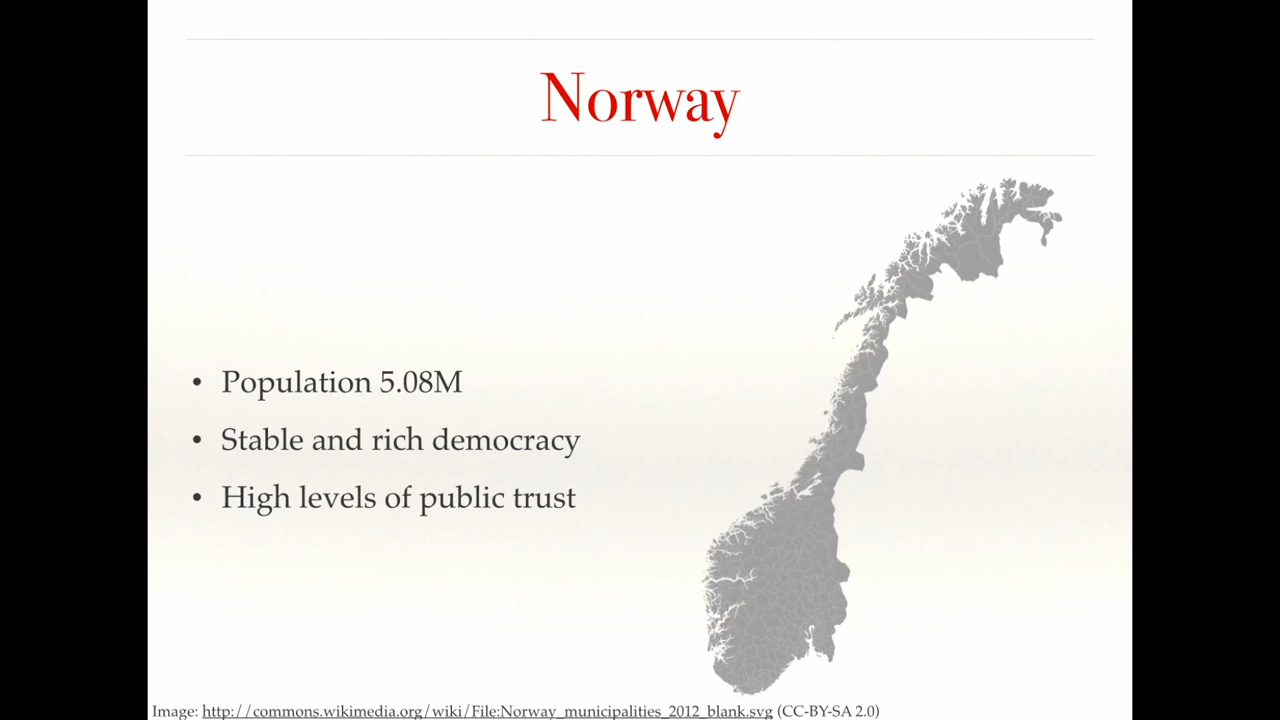 Norway
• Population 5.08M
• Stable and rich democracy
• High levels of public trust
Image: http://commons.wikimedia.org/wiki/File:Norway_municipalities_2012_blank.svg (CC-BY-SA 2.0)